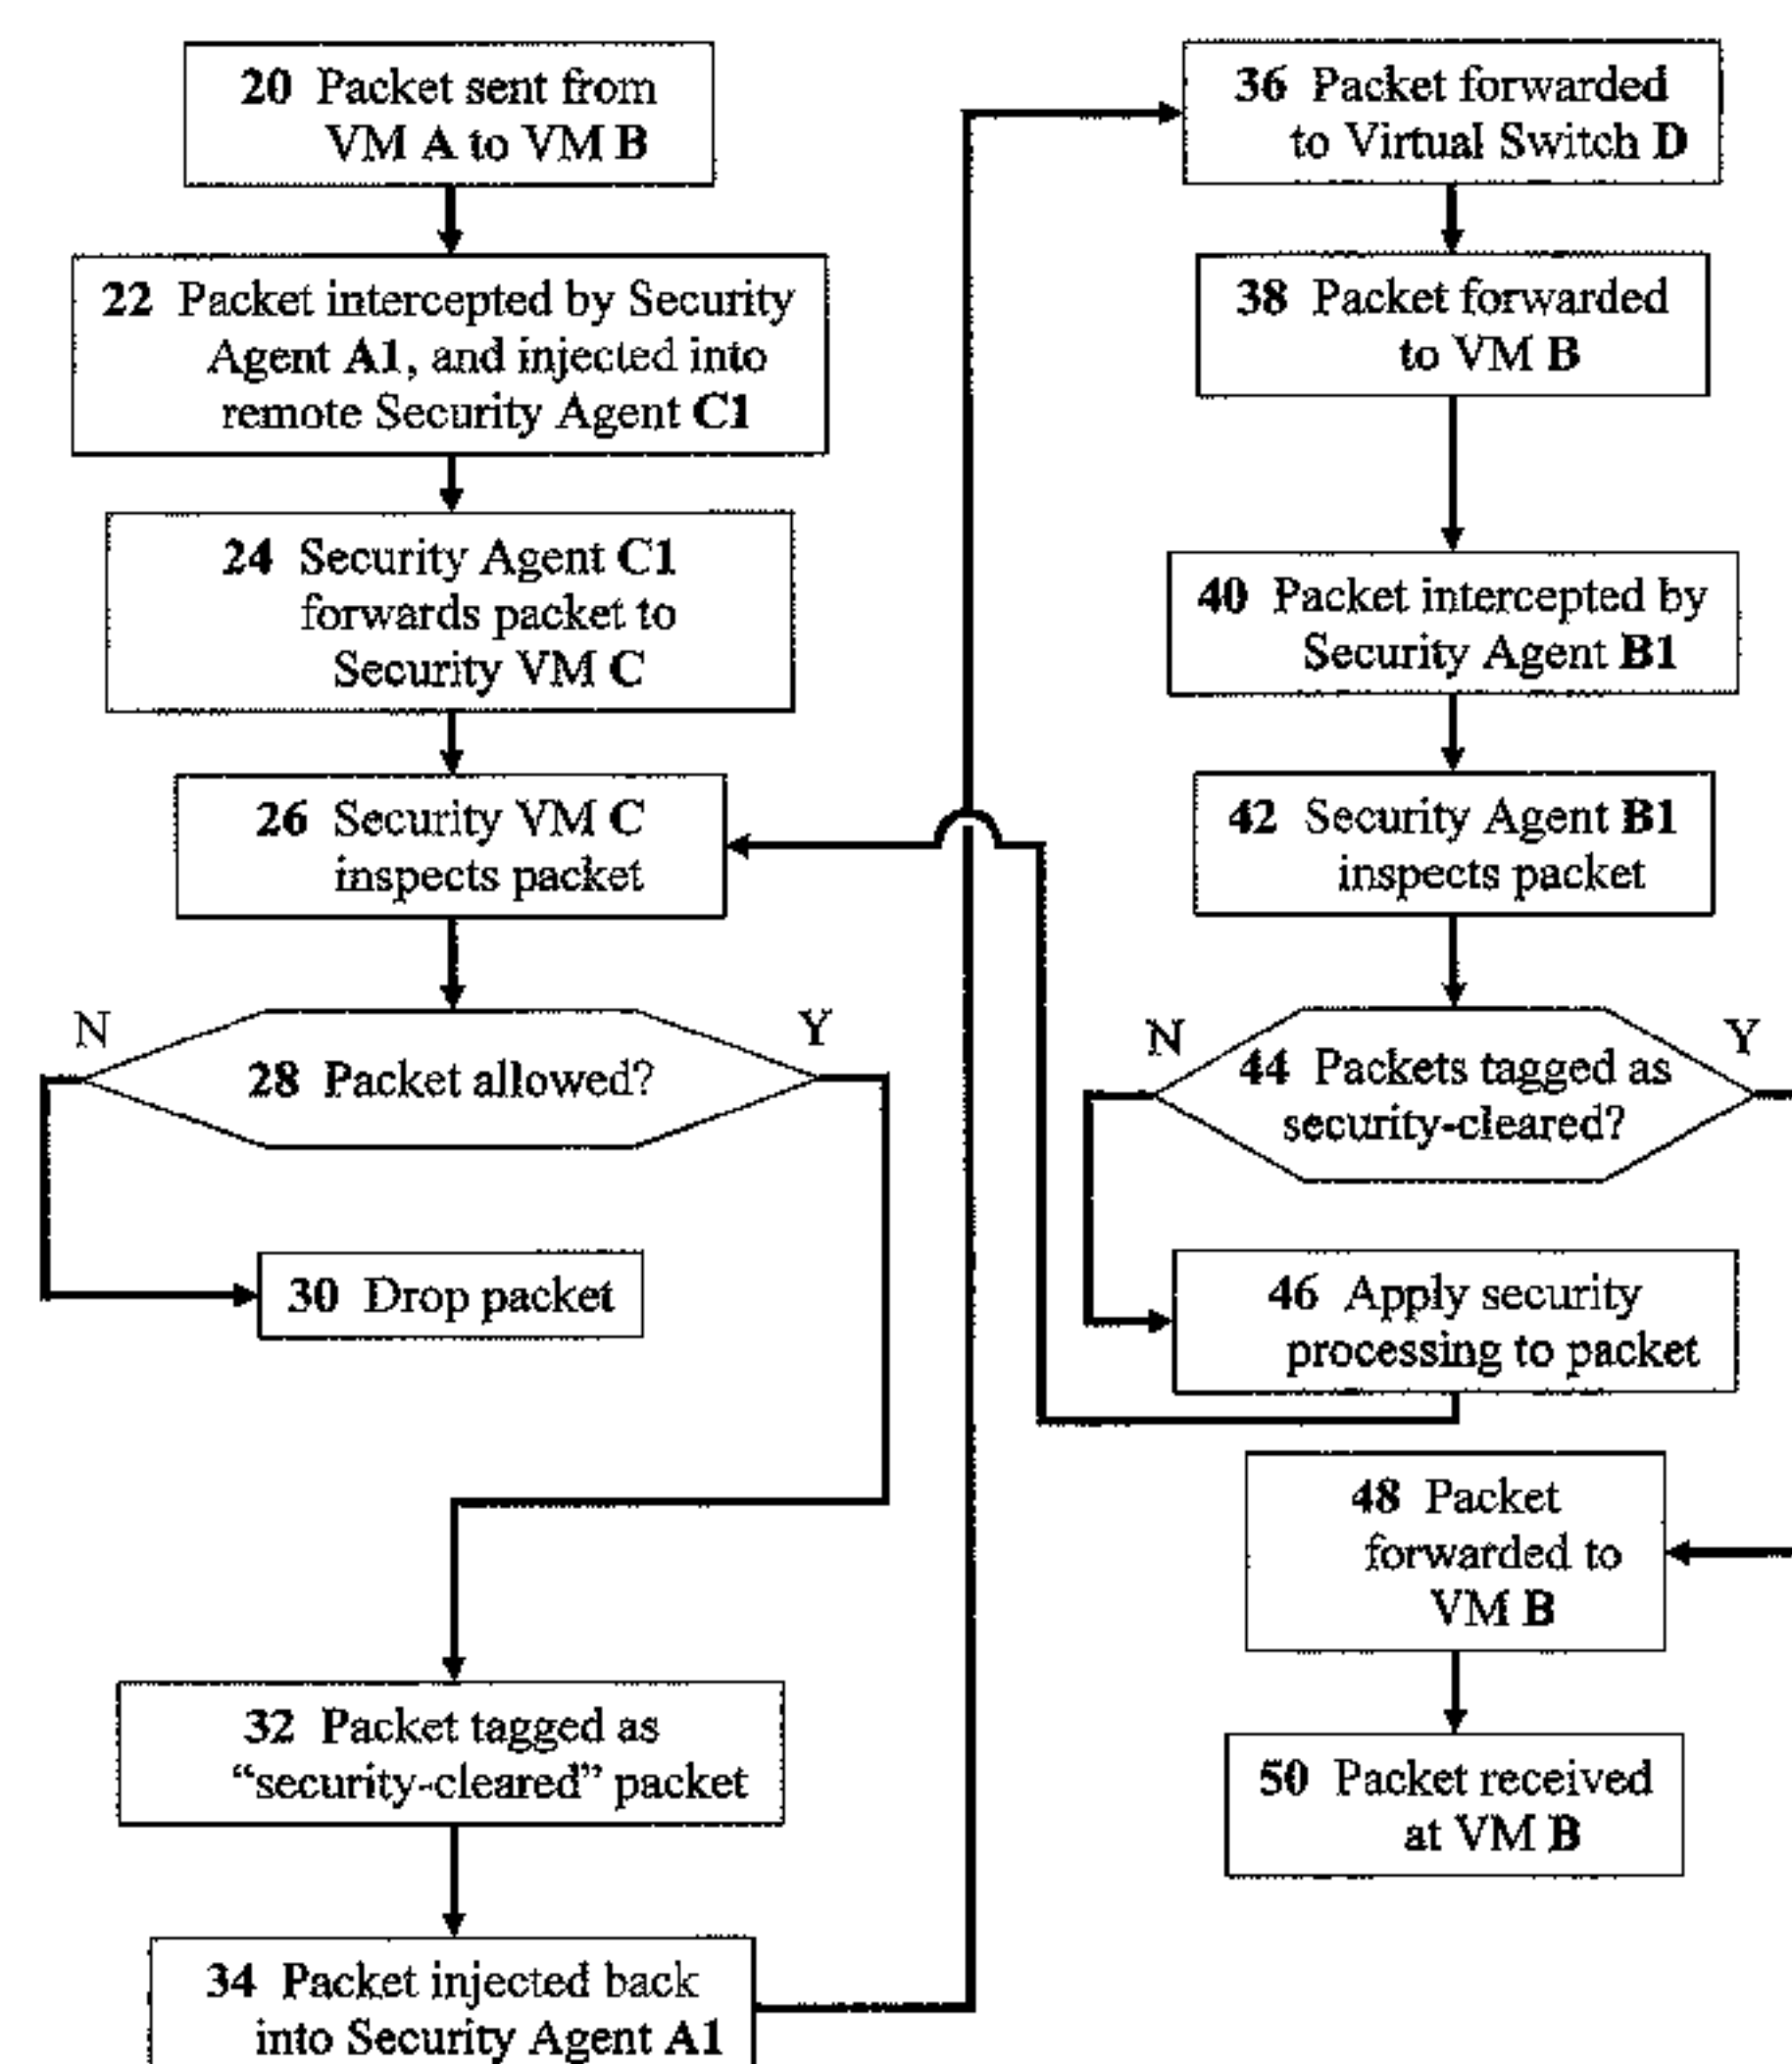 20 Packet sent from
VM A to VM B
22 Packet intercepted by Security
Agent A1, and injected into
remote Security Agent C1
24 Security Agent C1
forwards packet to
Security VM C
26 Security VM C
inspects packet
N
Y
28 Packet allowed?
30 Drop packet
32 Packet tagged as
“security-cleared” packet
34 Packet injected back
into Security Agent A1
36 Packet forwarded
to Virtual Switch D
38 Packet forwarded
to VM B
40 Packet intercepted by
Security Agent B1
42 Security Agent B1
inspects packet
N
Y
44 Packets tagged as
security-cleared?
46 Apply security
processing to packet
48 Packet
forwarded to
VM B
50 Packet received
at VM B